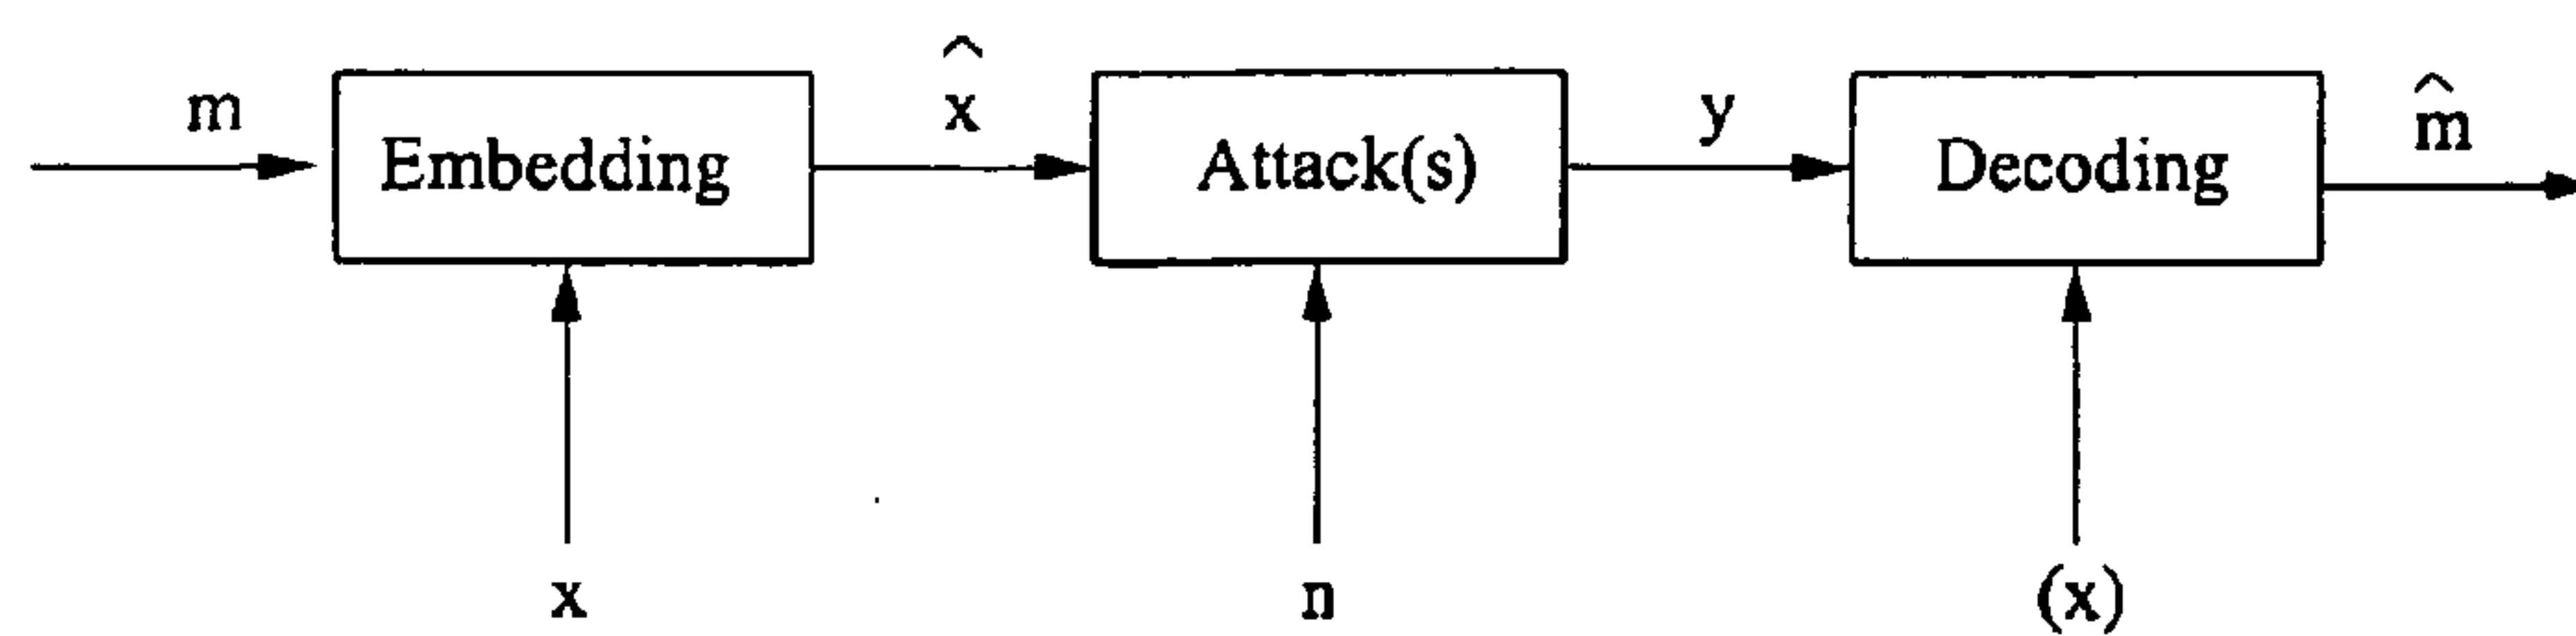 m Embedding x̂ Attack(s) y Decoding m̂
x n (x)